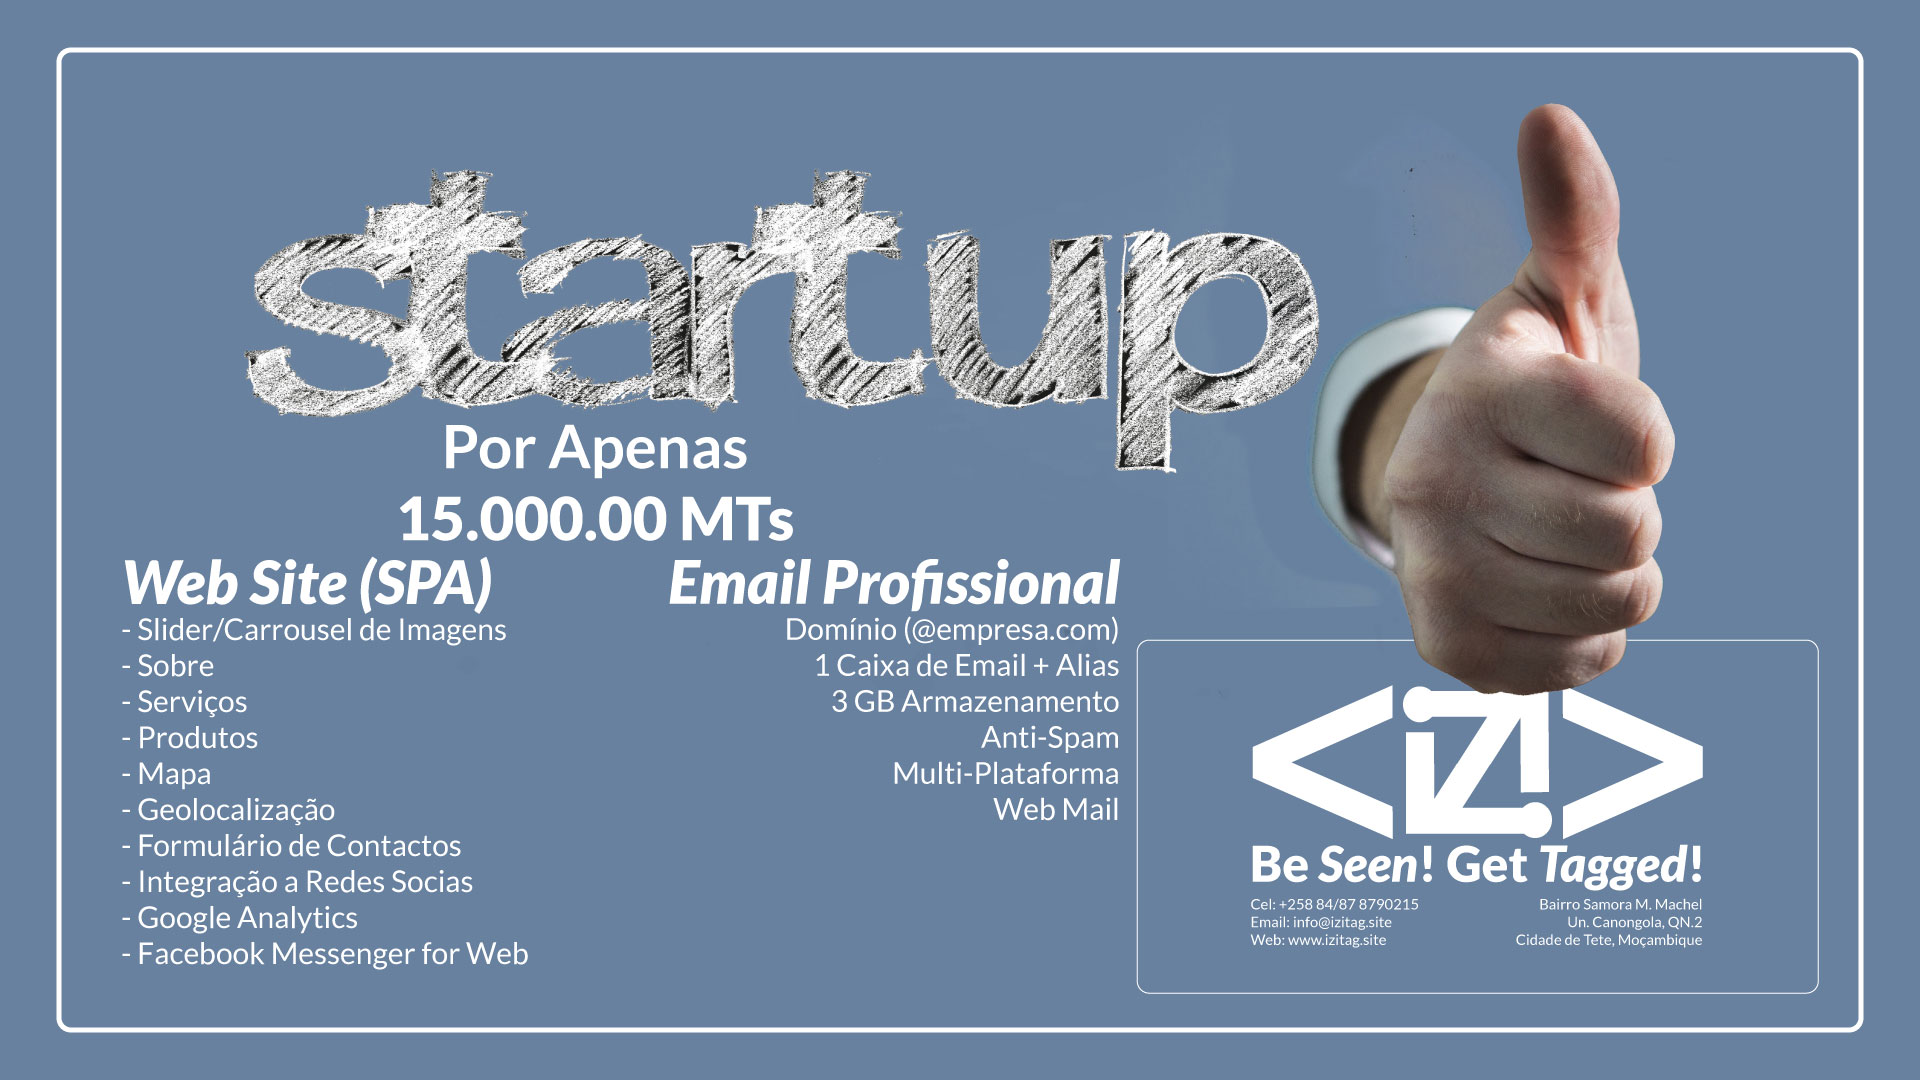 startup
Por Apenas
15.000.00 MTs
Web Site (SPA)
- Slider/Carrousel de Imagens
- Sobre
- Serviços
- Produtos
- Mapa
- Geolocalização
- Formulário de Contactos
- Integração a Redes Socias
- Google Analytics
- Facebook Messenger for Web
Email Profissional
Domínio (@empresa.com)
1 Caixa de Email + Alias
3 GB Armazenamento
Anti-Spam
Multi-Plataforma
Web Mail
<iZi>
Be Seen! Get Tagged!
Cel: +258 84/87 8790215
Email: info@izitag.site
Web: www.izitag.site
Bairro Samora M. Machel
Un. Canongola, QN.2
Cidade de Tete, Moçambique